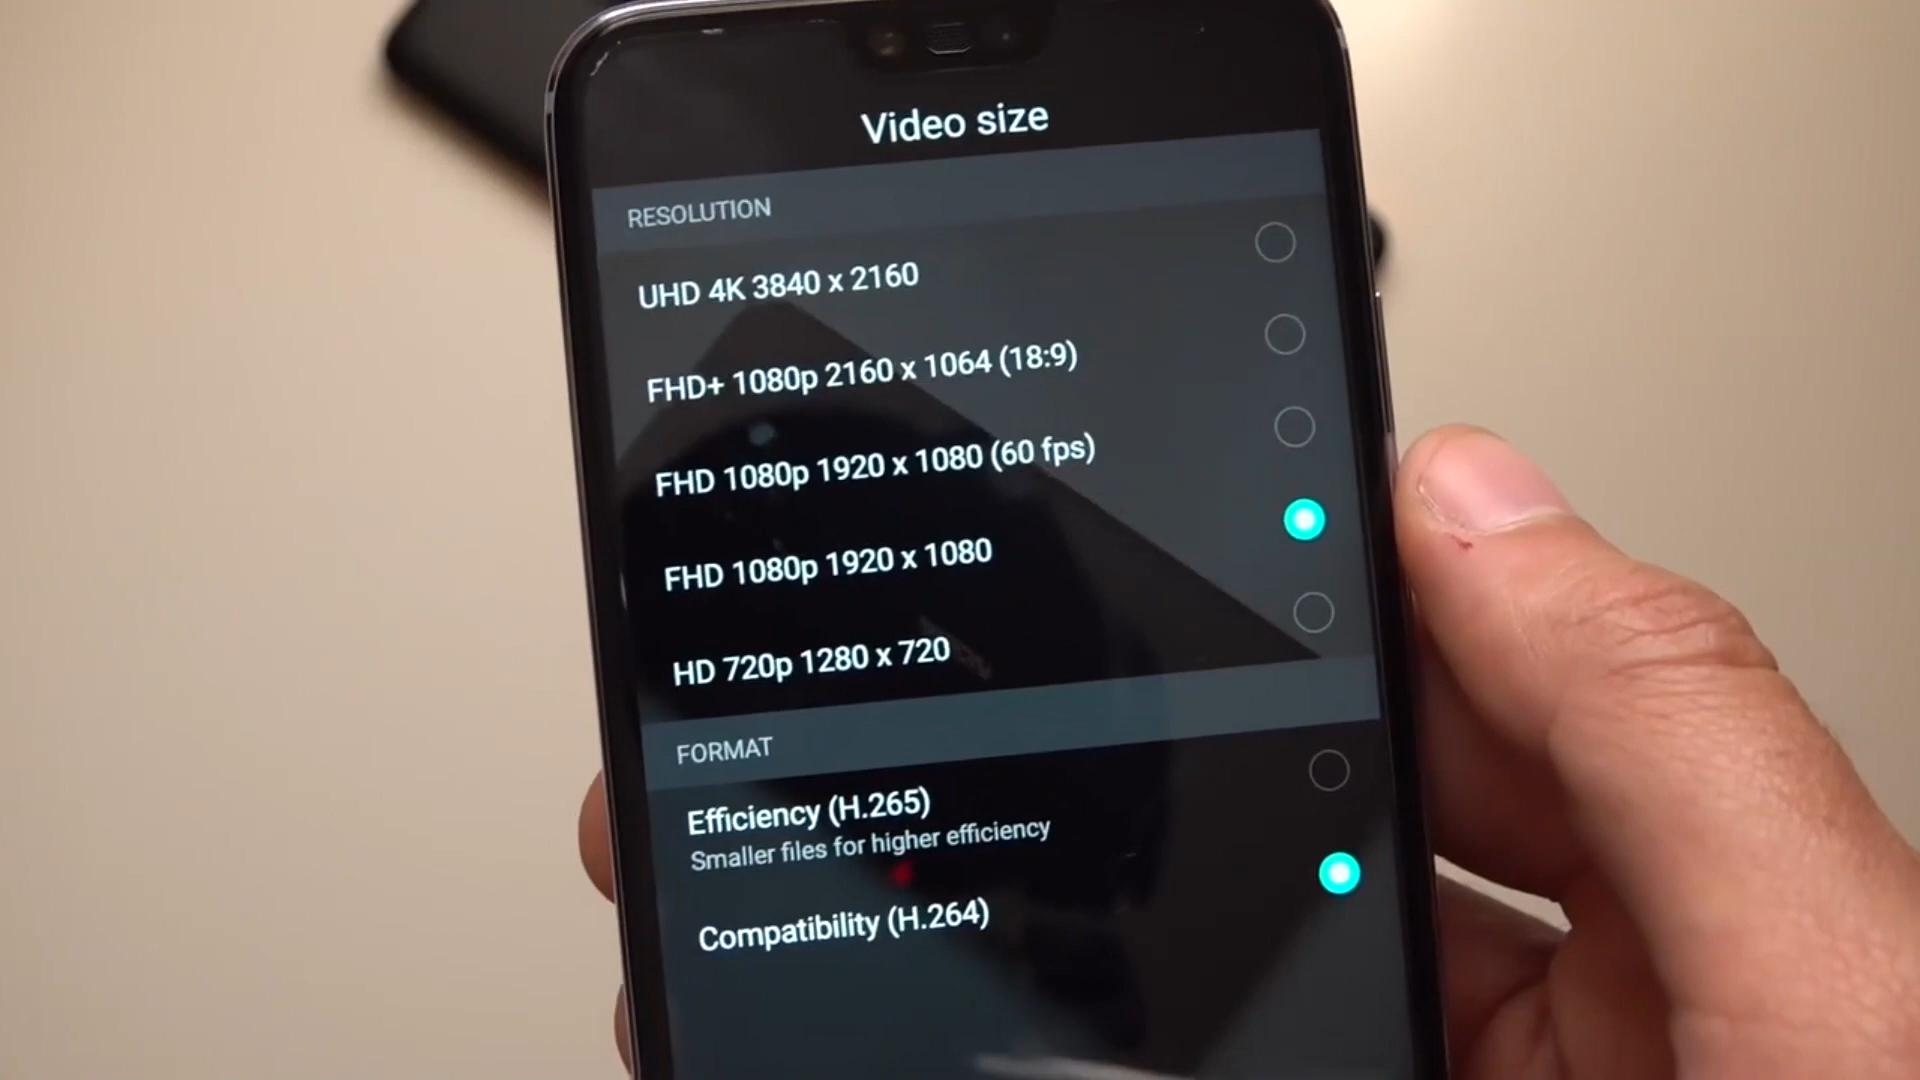 Video size
RESOLUTION
UHD 4K 3840 x 2160
FHD+ 1080p 2160 x 1064 (18:9)
FHD 1080p 1920 x 1080 (60 fps)
FHD 1080p 1920 x 1080
HD 720p 1280 x 720
FORMAT
Efficiency (H.265)
Smaller files for higher efficiency
Compatibility (H.264)